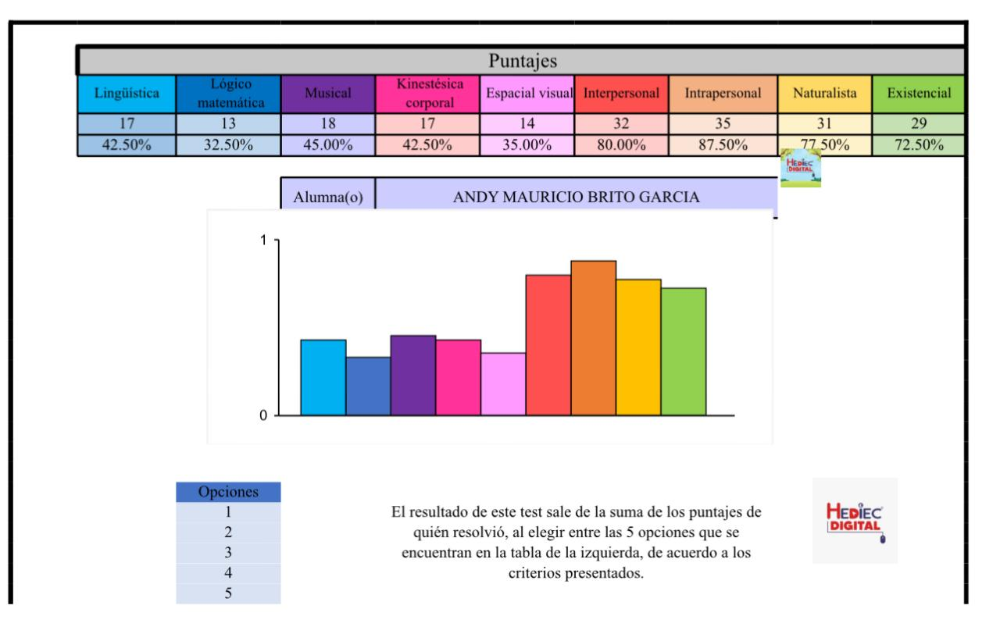 Puntajes
Lingüistica Lógico matemática Musical Kinestésica corporal Espacial visual Interpersonal Intrapersonal Naturalista Existencial
17 13 18 17 14 32 35 31 29
42.50% 32.50% 45.00% 42.50% 35.00% 80.00% 87.50% 77.50% 72.50%
HEDIEC
DIGITAL
Alumna(o) ANDY MAURICIO BRITO GARCIA
1
0
Opciones
1
2
3
4
5
El resultado de este test sale de la suma de los puntajes de
quién resolvió, al elegir entre las 5 opciones que se
encuentran en la tabla de la izquierda, de acuerdo a los
criterios presentados.
HEDIEC
DIGITAL